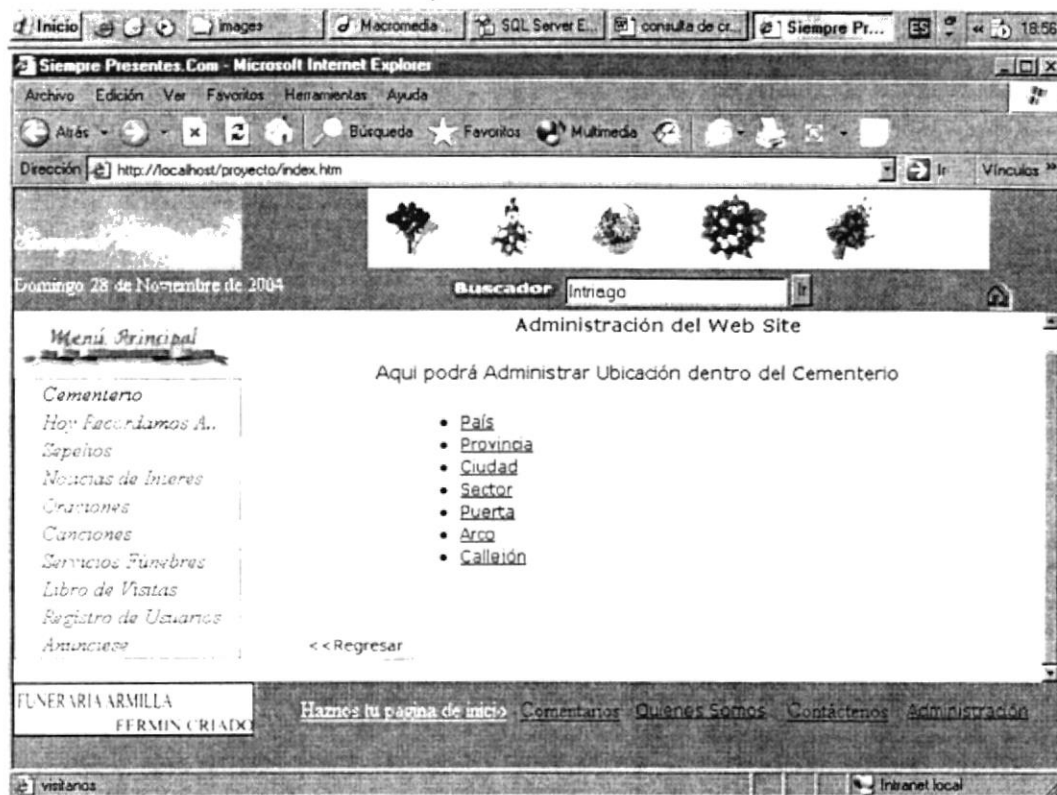 Inicio images Macromedia ... SQL Server E... consulta de cr... Siempre Pr... ES « 18:56
Siempre Presentes.Com - Microsoft Internet Explorer
Archivo Edición Ver Favoritos Herramientas Ayuda
Atrás Búsqueda Favoritos Multimedia
Dirección http://localhost/proyecto/index.htm Ir Vínculos »
Domingo 28 de Noviembre de 2004 Buscador Intriago Ir
Menú Principal
Cementerio
Hoy Recordamos A..
Sepelios
Noticias de Interes
Oraciones
Canciones
Servicios Fúnebres
Libro de Visitas
Registro de Usuarios
Anunciese
Administración del Web Site
Aqui podrá Administrar Ubicación dentro del Cementerio
• País
• Provincia
• Ciudad
• Sector
• Puerta
• Arco
• Callejón
<<Regresar
FUNERARIA ARMILLA
FERMIN CRIADO
Haznos tu pagina de inicio Comentarios Quienes Somos Contáctenos Administración
visitanos Intranet local